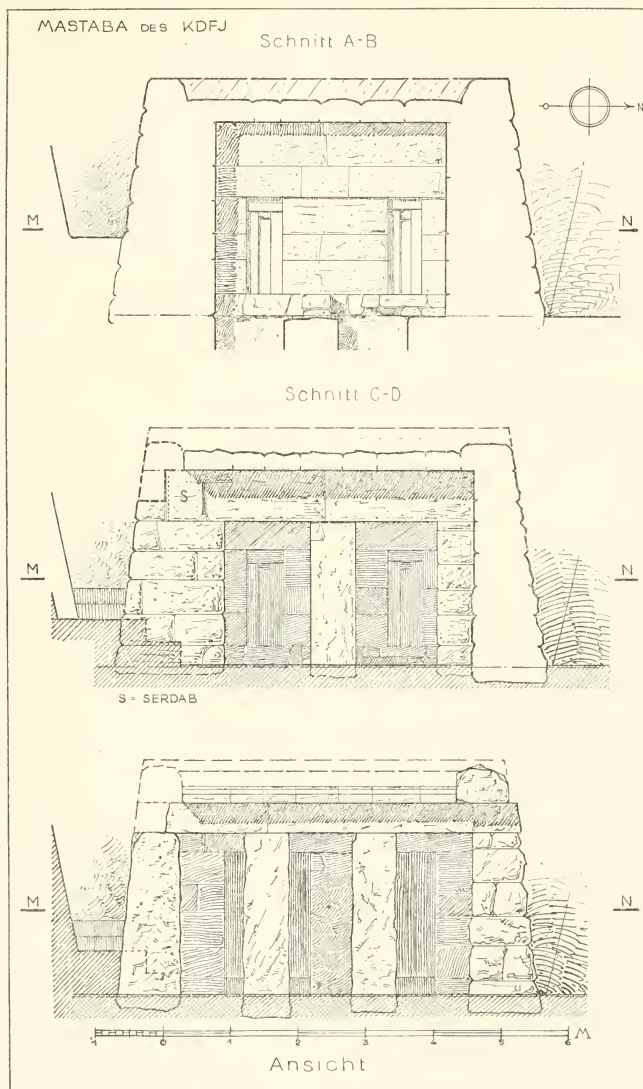 MASTABA DES KDFJ
Schnitt A-B
N
M
N
Schnitt C-D
S
M
N
S = SERDAB
M
N
1 0 1 2 3 4 5 6 M
Ansicht